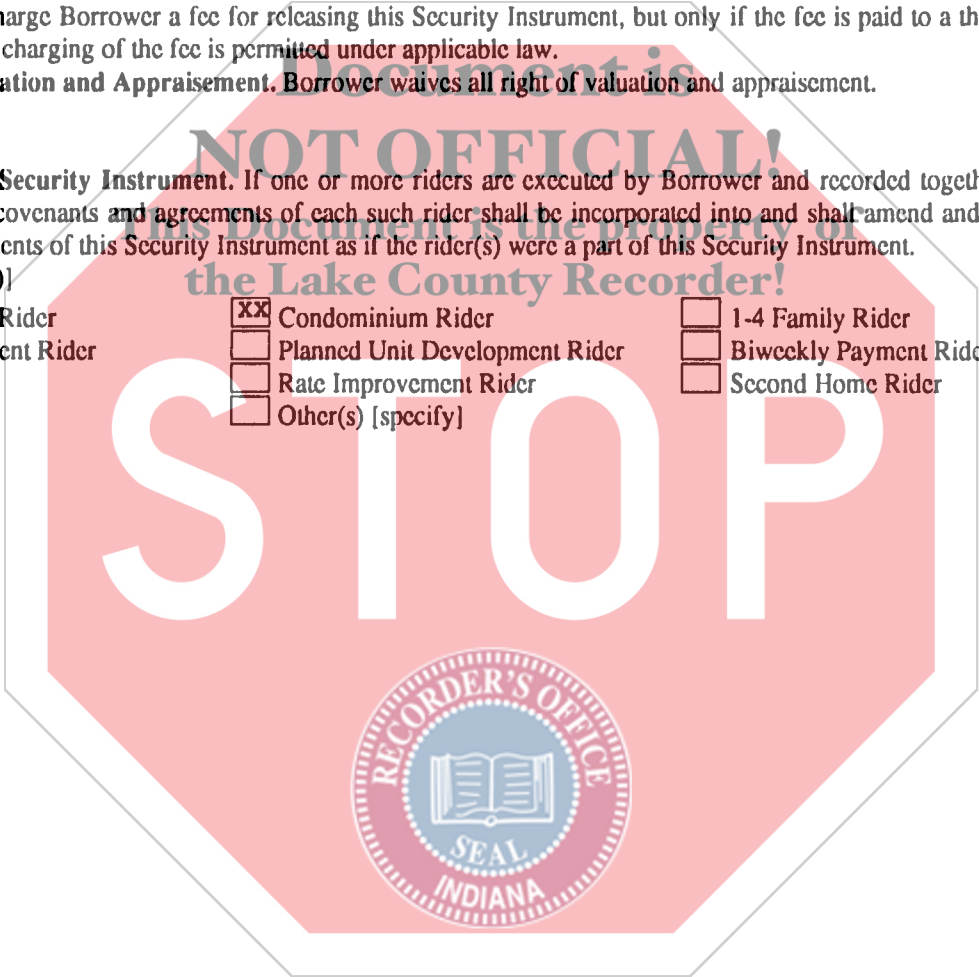 arge Borrower a fee for releasing this Security Instrument, but only if the fee is paid to a th
charging of the fee is permitted under applicable law.
ation and Appraisement. Borrower waives all right of valuation and appraisement.
Document is
NOT OFFICIAL!
Security Instrument. If one or more riders are executed by Borrower and recorded togeth
covenants and agreements of each such rider shall be incorporated into and shall amend and
This Document is the property of
ents of this Security Instrument as if the rider(s) were a part of this Security Instrument.
)]
the Lake County Recorder!
Rider XX Condominium Rider 1-4 Family Rider
ent Rider Planned Unit Development Rider Biweekly Payment Ride
Rate Improvement Rider Second Home Rider
Other(s) [specify]
STOP
RECORDER'S OFFICE
SEAL
INDIANA